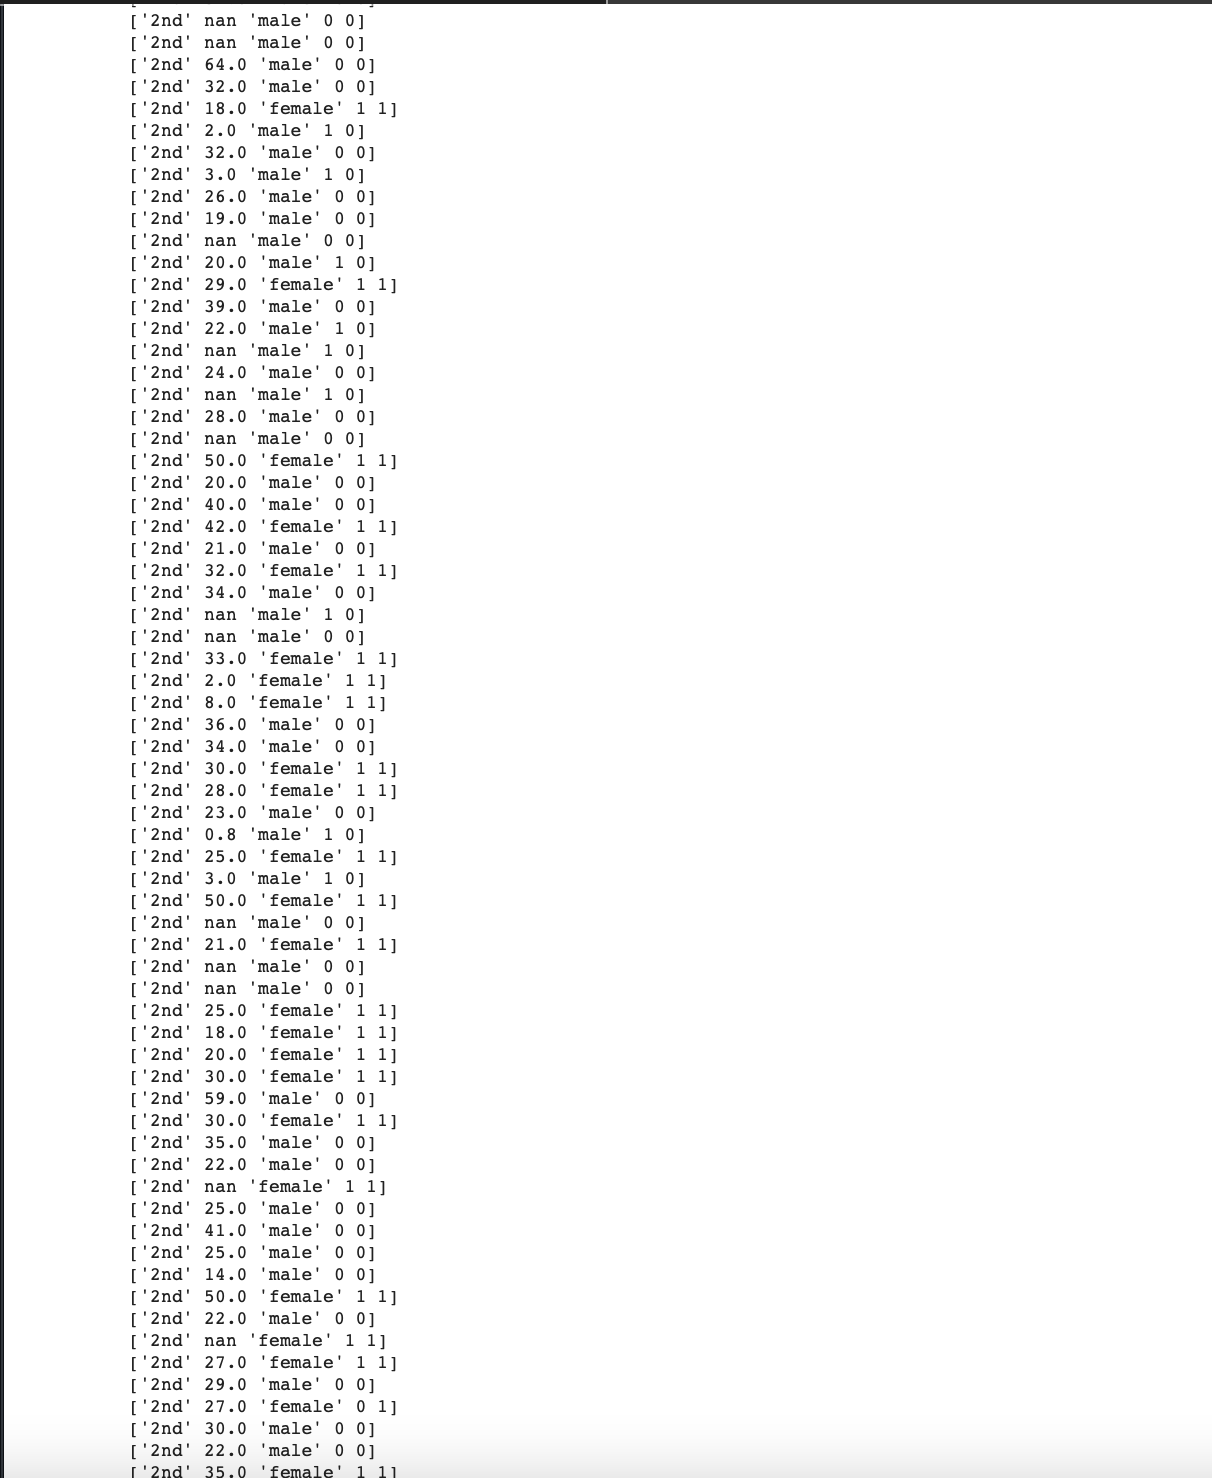 ['2nd' nan 'male' 0 0]
['2nd' nan 'male' 0 0]
['2nd' 64.0 'male' 0 0]
['2nd' 32.0 'male' 0 0]
['2nd' 18.0 'female' 1 1]
['2nd' 2.0 'male' 1 0]
['2nd' 32.0 'male' 0 0]
['2nd' 3.0 'male' 1 0]
['2nd' 26.0 'male' 0 0]
['2nd' 19.0 'male' 0 0]
['2nd' nan 'male' 0 0]
['2nd' 20.0 'male' 1 0]
['2nd' 29.0 'female' 1 1]
['2nd' 39.0 'male' 0 0]
['2nd' 22.0 'male' 1 0]
['2nd' nan 'male' 1 0]
['2nd' 24.0 'male' 0 0]
['2nd' nan 'male' 1 0]
['2nd' 28.0 'male' 0 0]
['2nd' nan 'male' 0 0]
['2nd' 50.0 'female' 1 1]
['2nd' 20.0 'male' 0 0]
['2nd' 40.0 'male' 0 0]
['2nd' 42.0 'female' 1 1]
['2nd' 21.0 'male' 0 0]
['2nd' 32.0 'female' 1 1]
['2nd' 34.0 'male' 0 0]
['2nd' nan 'male' 1 0]
['2nd' nan 'male' 0 0]
['2nd' 33.0 'female' 1 1]
['2nd' 2.0 'female' 1 1]
['2nd' 8.0 'female' 1 1]
['2nd' 36.0 'male' 0 0]
['2nd' 34.0 'male' 0 0]
['2nd' 30.0 'female' 1 1]
['2nd' 28.0 'female' 1 1]
['2nd' 23.0 'male' 0 0]
['2nd' 0.8 'male' 1 0]
['2nd' 25.0 'female' 1 1]
['2nd' 3.0 'male' 1 0]
['2nd' 50.0 'female' 1 1]
['2nd' nan 'male' 0 0]
['2nd' 21.0 'female' 1 1]
['2nd' nan 'male' 0 0]
['2nd' nan 'male' 0 0]
['2nd' 25.0 'female' 1 1]
['2nd' 18.0 'female' 1 1]
['2nd' 20.0 'female' 1 1]
['2nd' 30.0 'female' 1 1]
['2nd' 59.0 'male' 0 0]
['2nd' 30.0 'female' 1 1]
['2nd' 35.0 'male' 0 0]
['2nd' 22.0 'male' 0 0]
['2nd' nan 'female' 1 1]
['2nd' 25.0 'male' 0 0]
['2nd' 41.0 'male' 0 0]
['2nd' 25.0 'male' 0 0]
['2nd' 14.0 'male' 0 0]
['2nd' 50.0 'female' 1 1]
['2nd' 22.0 'male' 0 0]
['2nd' nan 'female' 1 1]
['2nd' 27.0 'female' 1 1]
['2nd' 29.0 'male' 0 0]
['2nd' 27.0 'female' 0 1]
['2nd' 30.0 'male' 0 0]
['2nd' 22.0 'male' 0 0]
['2nd' 35.0 'female' 1 1]